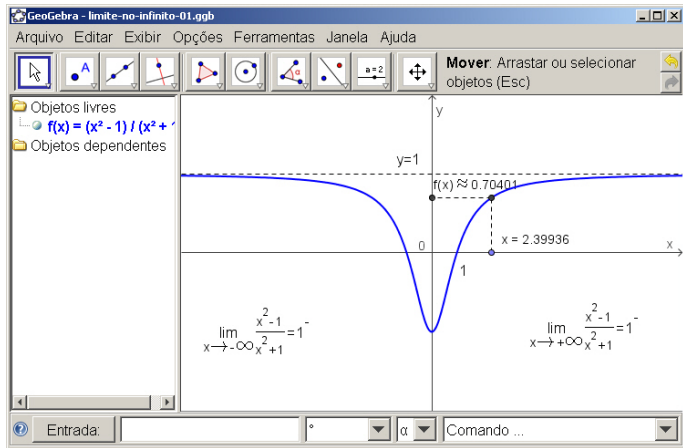 GeoGebra - limite-no-infinito-01.ggb
Arquivo Editar Exibir Opções Ferramentas Janela Ajuda
A
α
a=2
Mover: Arrastar ou selecionar
objetos (Esc)
Objetos livres
f(x) = (x² - 1) / (x² +
Objetos dependentes
y
y=1
f(x) ≈ 0.70401
x = 2.39936
0
x
1
lim x→-∞ x²-1/x²+1 =1⁻
lim x→+∞ x²-1/x²+1 =1⁻
Entrada:
°
α
Comando ...